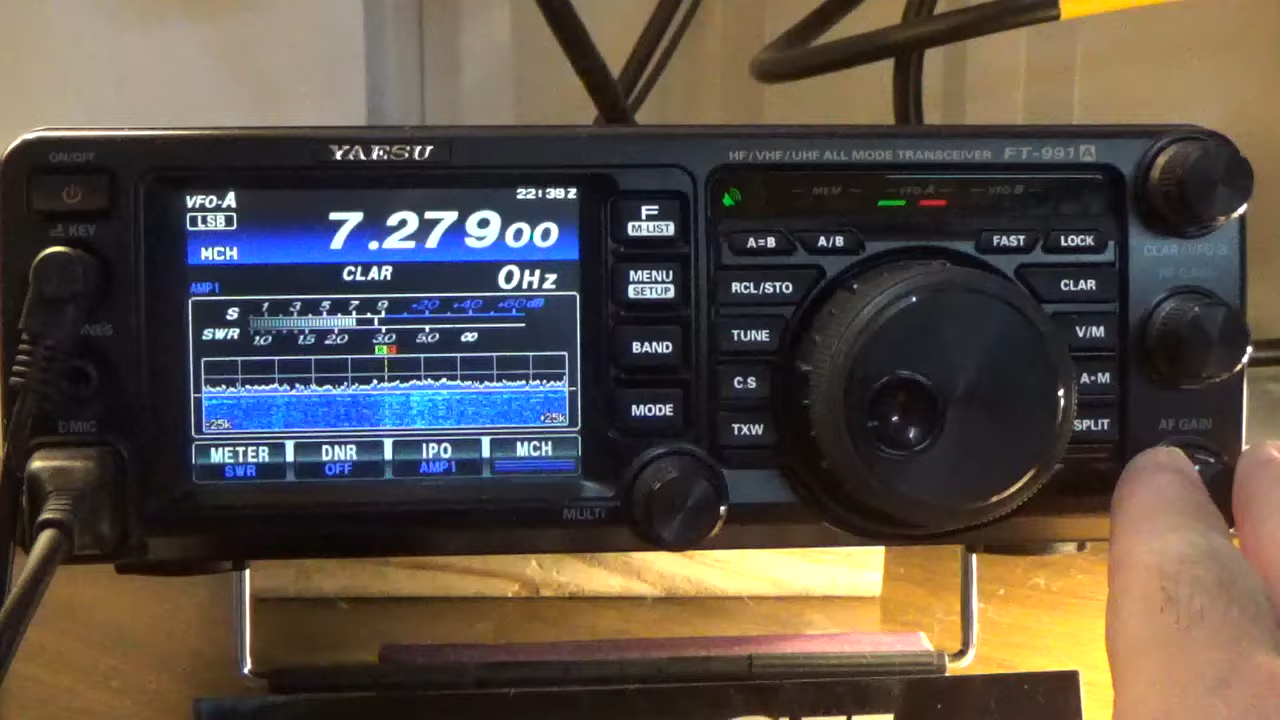 YAESU
HF/VHF/UHF ALL MODE TRANSCEIVER FT-991A
ON/OFF
KEY
DMIC
VFO-A
22:39Z
LSB
7.27900
MCH
CLAR
0Hz
AMP1
S 1 3 5 7 9 +20 +40 +60dB
SWR 1.0 1.5 2.0 3.0 5.0 ∞
-25k
+25k
METER DNR IPO MCH
SWR OFF AMP1
F
M-LIST
MENU
SETUP
BAND
MODE
MULTI
MEM VFO-A VFO-B
A=B A/B FAST LOCK
RCL/STO
TUNE
C.S
TXW
CLAR
V/M
A▸M
SPLIT
CLAR/VFO-B
RF GAIN
AF GAIN